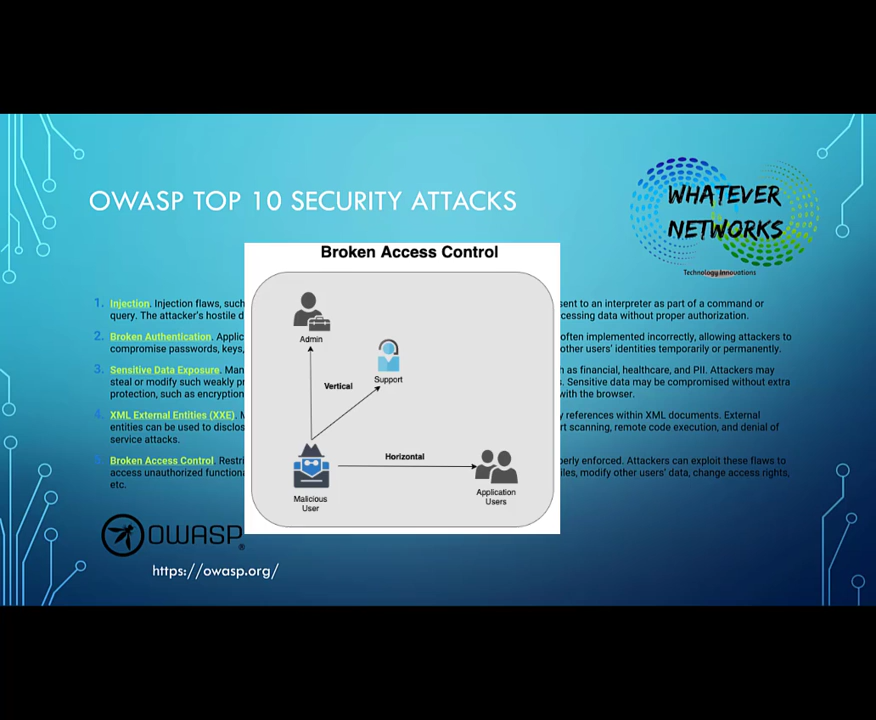 OWASP TOP 10 SECURITY ATTACKS
WHATEVER
NETWORKS
Technology Innovations
Broken Access Control
Admin
Support
Vertical
Horizontal
Malicious
User
Application
Users
1. Injection. Injection flaws, such sent to an interpreter as part of a command or
query. The attacker's hostile d cessing data without proper authorization.
2. Broken Authentication. Applic often implemented incorrectly, allowing attackers to
compromise passwords, keys, other users' identities temporarily or permanently.
3. Sensitive Data Exposure. Man h as financial, healthcare, and PII. Attackers may
steal or modify such weakly pr s. Sensitive data may be compromised without extra
protection, such as encryption with the browser.
4. XML External Entities (XXE). M y references within XML documents. External
entities can be used to disclos rt scanning, remote code execution, and denial of
service attacks.
5. Broken Access Control. Restri perly enforced. Attackers can exploit these flaws to
access unauthorized functiona iles, modify other users' data, change access rights,
etc.
OWASP®
https://owasp.org/